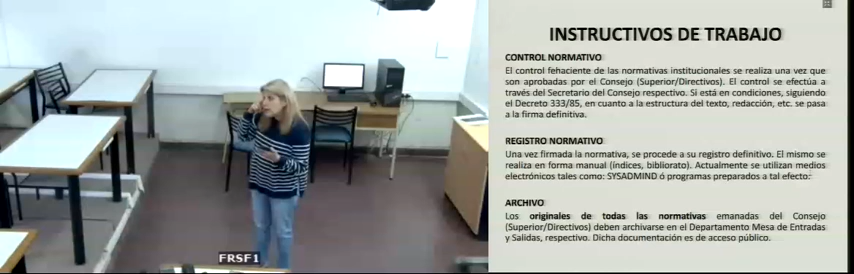 INSTRUCTIVOS DE TRABAJO
CONTROL NORMATIVO
El control fehaciente de las normativas institucionales se realiza una vez que
son aprobadas por el Consejo (Superior/Directivos). El control se efectúa a
través del Secretario del Consejo respectivo. Si está en condiciones, siguiendo
el Decreto 333/85, en cuanto a la estructura del texto, redacción, etc. se pasa
a la firma definitiva.
REGISTRO NORMATIVO
Una vez firmada la normativa, se procede a su registro definitivo. El mismo se
realiza en forma manual (índices, bibliorato). Actualmente se utilizan medios
electrónicos tales como: SYSADMIND ó programas preparados a tal efecto:
ARCHIVO
Los originales de todas las normativas emanadas del Consejo
(Superior/Directivos) deben archivarse en el Departamento Mesa de Entradas
y Salidas, respectivo. Dicha documentación es de acceso público.
FRSF1